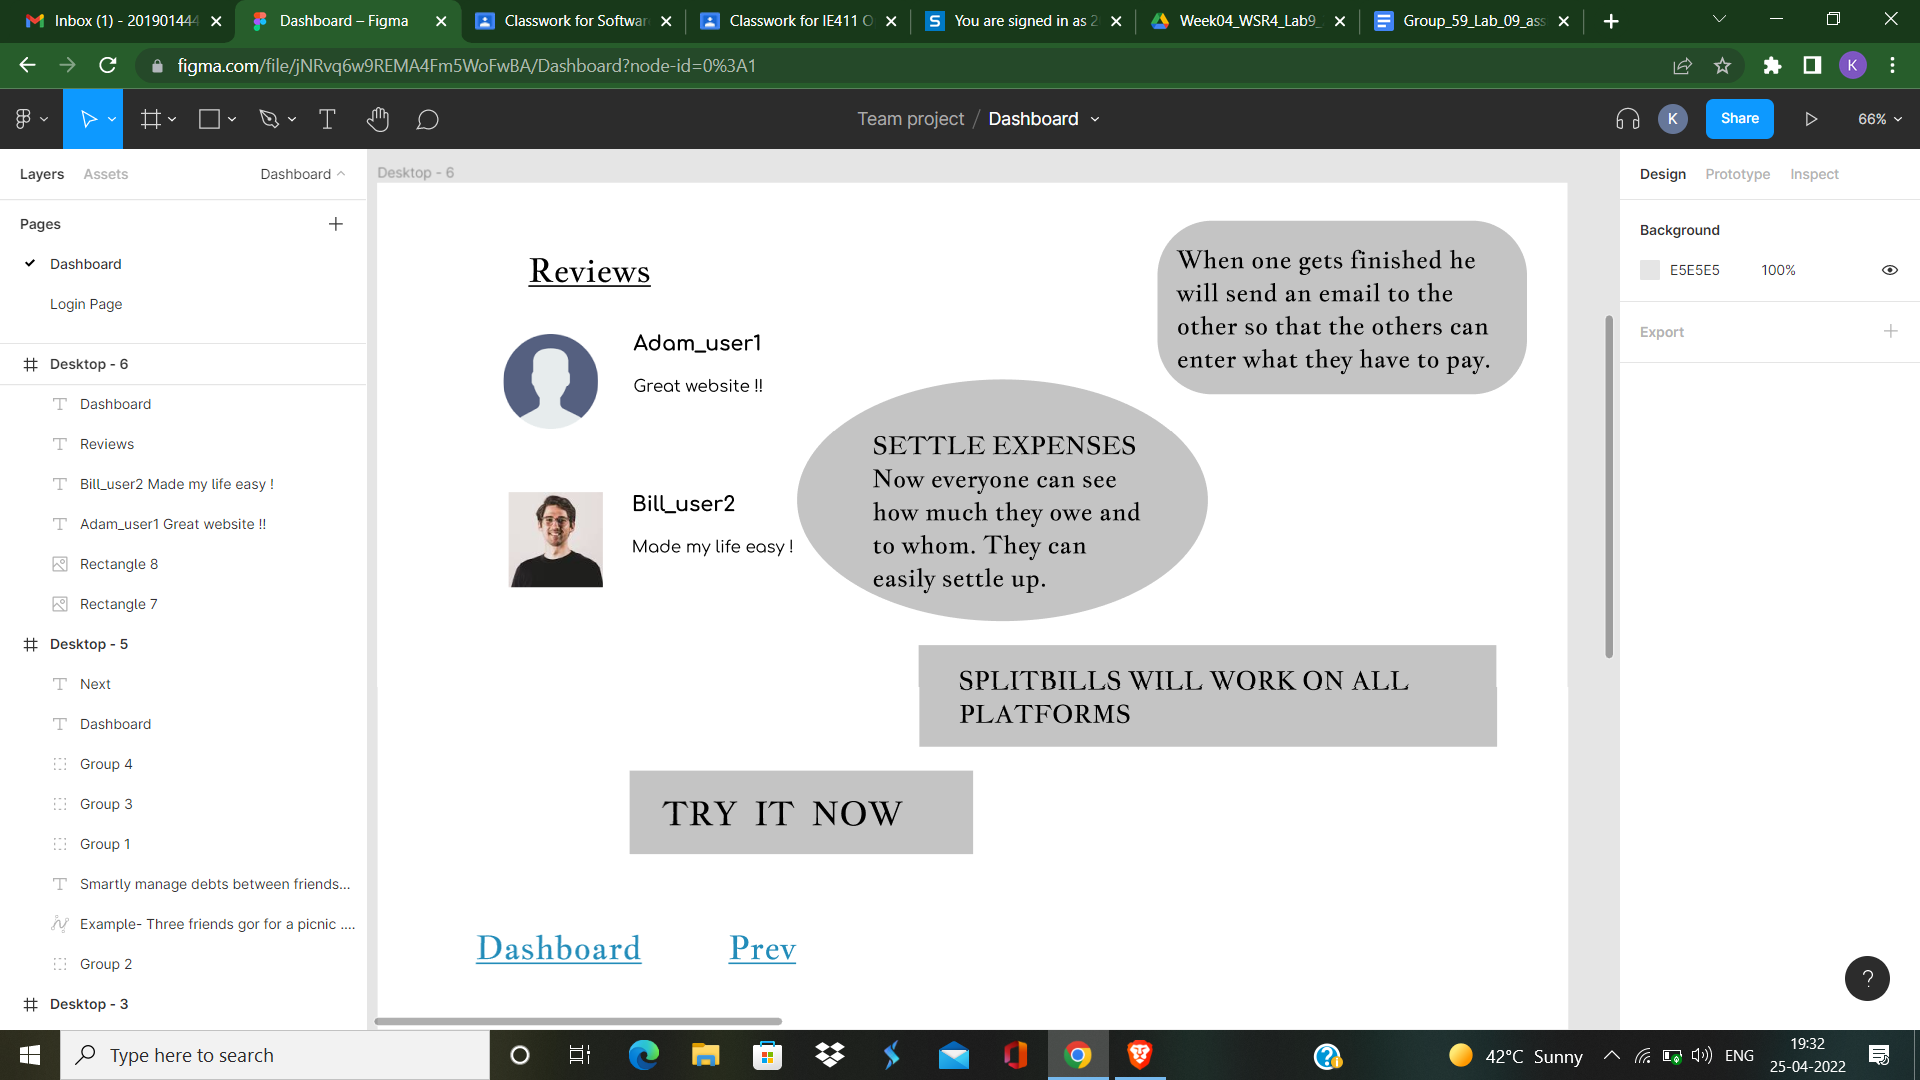 Inbox (1) - 201901444
Dashboard – Figma
Classwork for Softwar
Classwork for IE411 O
You are signed in as 2
Week04_WSR4_Lab9_
Group_59_Lab_09_ass
figma.com/file/jNRvq6w9REMA4Fm5WoFwBA/Dashboard?node-id=0%3A1
K
Team project / Dashboard
K
Share
66%
Layers
Assets
Dashboard
Pages
Dashboard
Login Page
Desktop - 6
Dashboard
Reviews
Bill_user2 Made my life easy !
Adam_user1 Great website !!
Rectangle 8
Rectangle 7
Desktop - 5
Next
Dashboard
Group 4
Group 3
Group 1
Smartly manage debts between friends...
Example- Three friends gor for a picnic ....
Group 2
Desktop - 3
Desktop - 6
Reviews
Adam_user1
Great website !!
Bill_user2
Made my life easy !
When one gets finished he
will send an email to the
other so that the others can
enter what they have to pay.
SETTLE EXPENSES
Now everyone can see
how much they owe and
to whom. They can
easily settle up.
SPLITBILLS WILL WORK ON ALL
PLATFORMS
TRY IT NOW
Dashboard
Prev
Design
Prototype
Inspect
Background
E5E5E5
100%
Export
?
Type here to search
42°C Sunny
ENG
19:32
25-04-2022